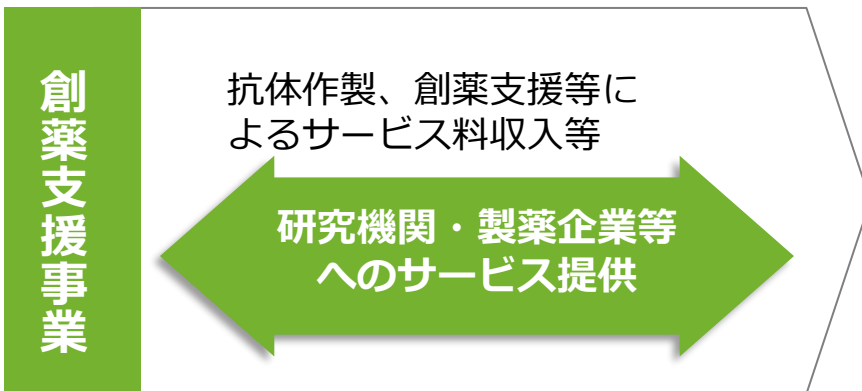 創薬支援事業
抗体作製、創薬支援等に
よるサービス料収入等
研究機関・製薬企業等
へのサービス提供